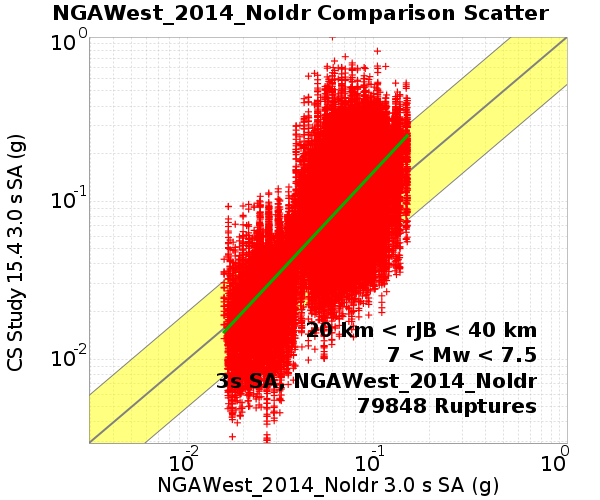 NGAWest_2014_NoIdr Comparison Scatter
10^0
10^-1
10^-2
CS Study 15.4 3.0 s SA (g)
20 km < rJB < 40 km
7 < Mw < 7.5
3s SA, NGAWest_2014_NoIdr
79848 Ruptures
10^-2 10^-1 10^0
NGAWest_2014_NoIdr 3.0 s SA (g)